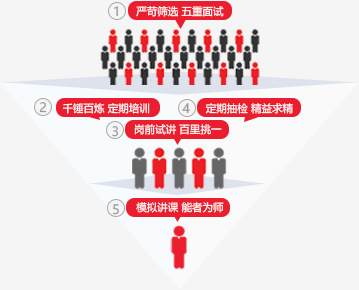 ① 严苛筛选 五重面试
② 千锤百炼 定期培训
④ 定期抽检 精益求精
③ 岗前试讲 百里挑一
⑤ 模拟讲课 能者为师